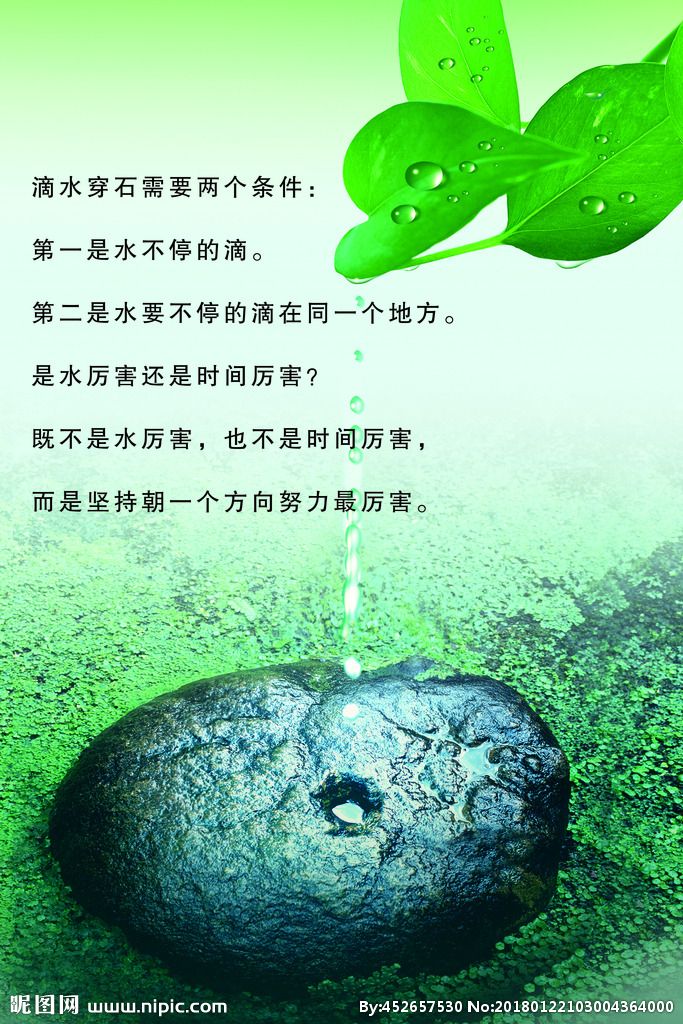 滴水穿石需要两个条件：
第一是水不停的滴。
第二是水要不停的滴在同一个地方。
是水厉害还是时间厉害？
既不是水厉害，也不是时间厉害，
而是坚持朝一个方向努力最厉害。
昵图网 www.nipic.com
By:452657530 No:20180122103004364000